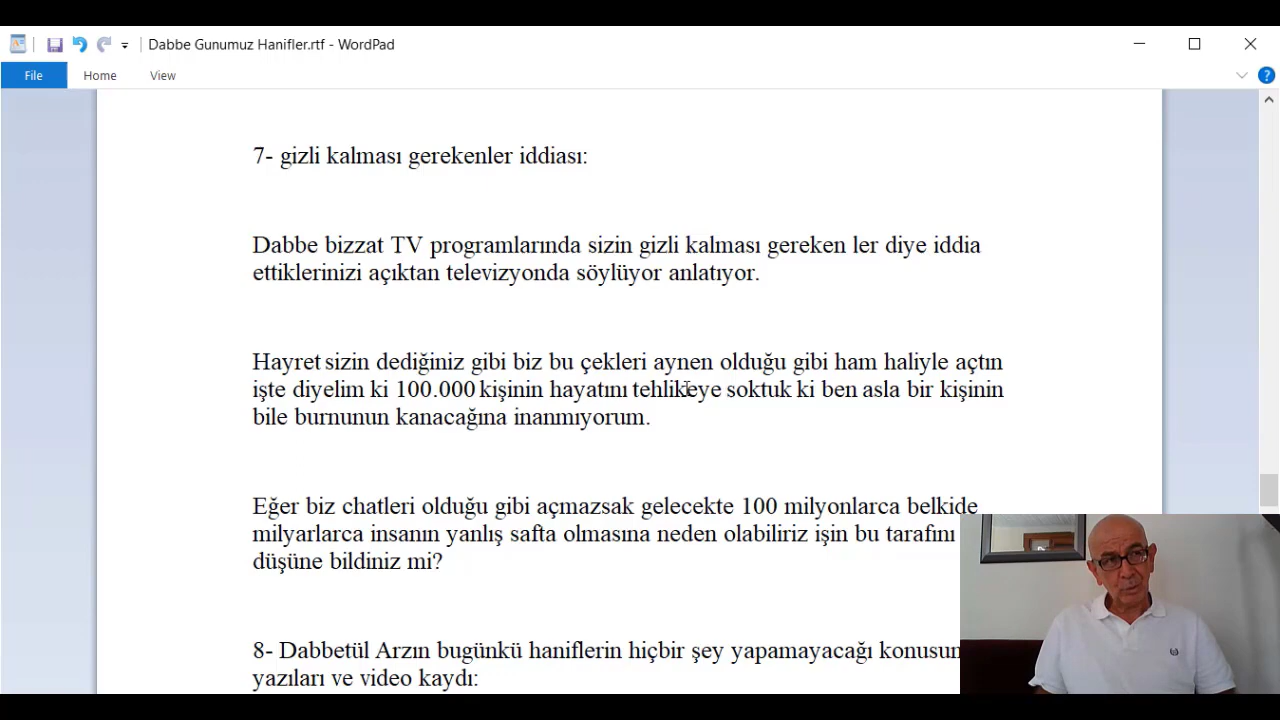 Dabbe Gunumuz Hanifler.rtf - WordPad
File Home View
7- gizli kalması gerekenler iddiası:
Dabbe bizzat TV programlarında sizin gizli kalması gereken ler diye iddia
ettiklerinizi açıktan televizyonda söylüyor anlatıyor.
Hayret sizin dediğiniz gibi biz bu çekleri aynen olduğu gibi ham haliyle açtın
işte diyelim ki 100.000 kişinin hayatını tehlikeye soktuk ki ben asla bir kişinin
bile burnunun kanacağına inanmıyorum.
Eğer biz chatleri olduğu gibi açmazsak gelecekte 100 milyonlarca belkide
milyarlarca insanın yanlış safta olmasına neden olabiliriz işin bu tarafını
düşüne bildiniz mi?
8- Dabbetül Arzın bugünkü haniflerin hiçbir şey yapamayacağı
yazıları ve video kaydı: